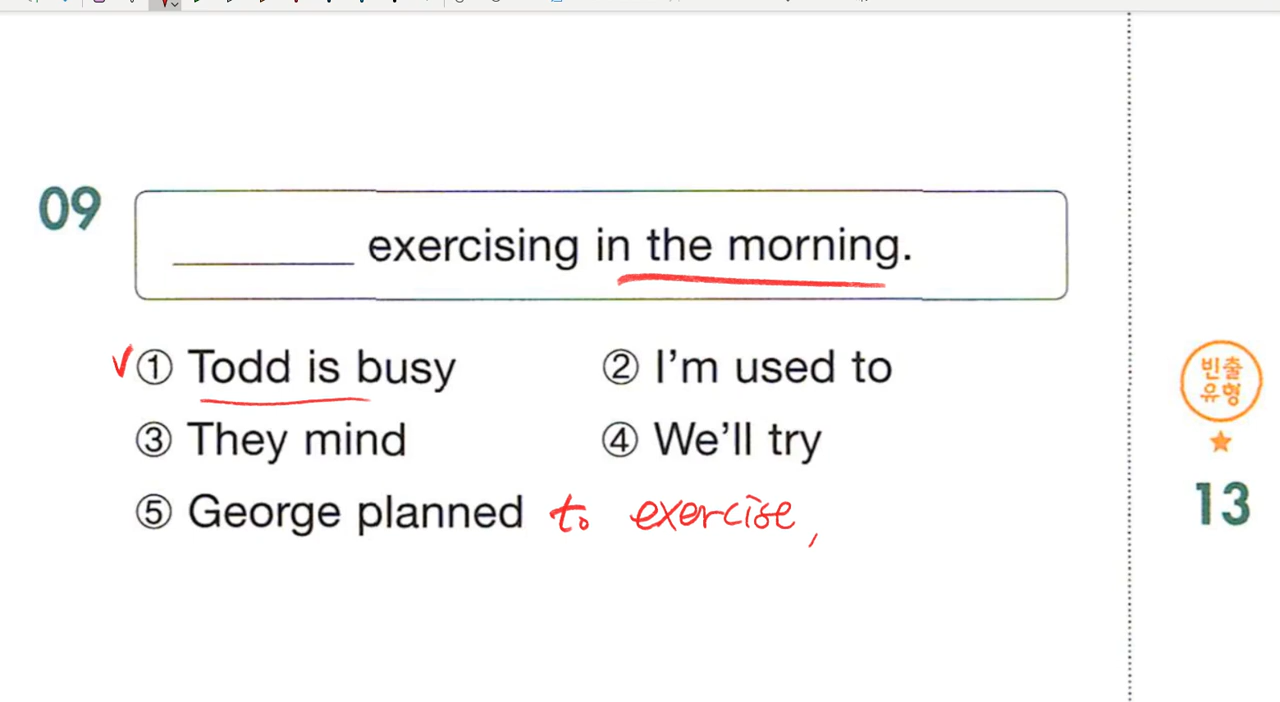 09
________ exercising in the morning.
✓① Todd is busy
② I'm used to
③ They mind
④ We'll try
⑤ George planned to exercise,
빈출
유형
★
13